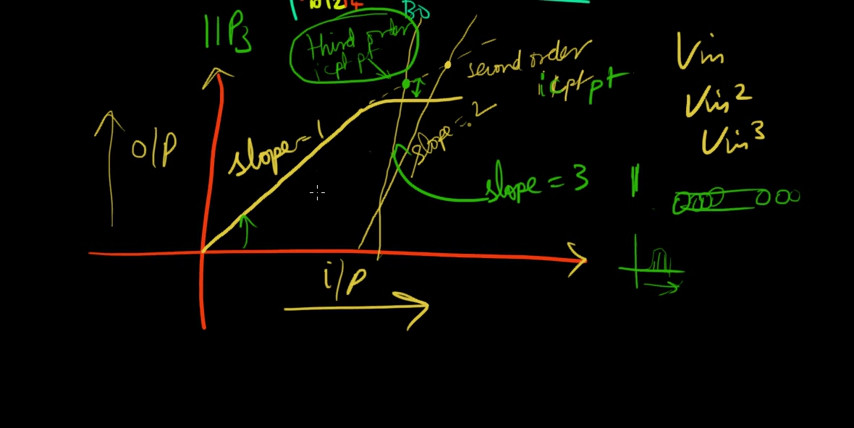 IIP3
third order
icpt pt
second order
icpt pt
Vin
Vin²
Vin³
O/P
slope=1
slope=2
slope=3
i/p